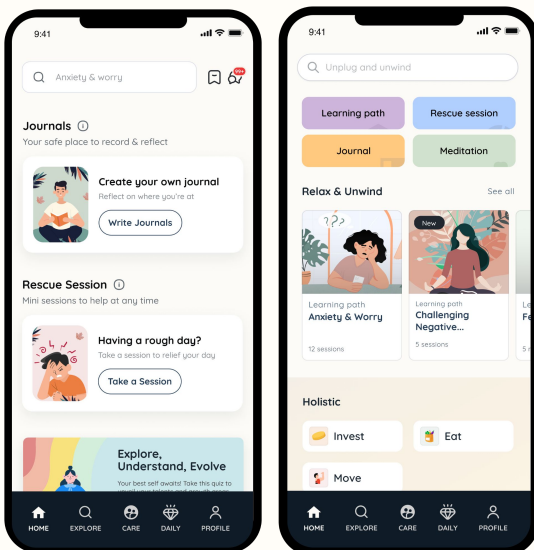 9:41
Anxiety & worry
99+
Journals
Your safe place to record & reflect
Create your own journal
Reflect on where you're at
Write Journals
Rescue Session
Mini sessions to help at any time
Having a rough day?
Take a session to relief your day
Take a Session
Explore,
Understand, Evolve
Your best self awaits! Take this quiz to
HOME EXPLORE CARE DAILY PROFILE
9:41
Unplug and unwind
Learning path
Rescue session
Journal
Meditation
Relax & Unwind
See all
???
Learning path
Anxiety & Worry
12 sessions
New
Learning path
Challenging
Negative...
5 sessions
Le
Fe
Holistic
Invest
Eat
Move
HOME EXPLORE CARE DAILY PROFILE